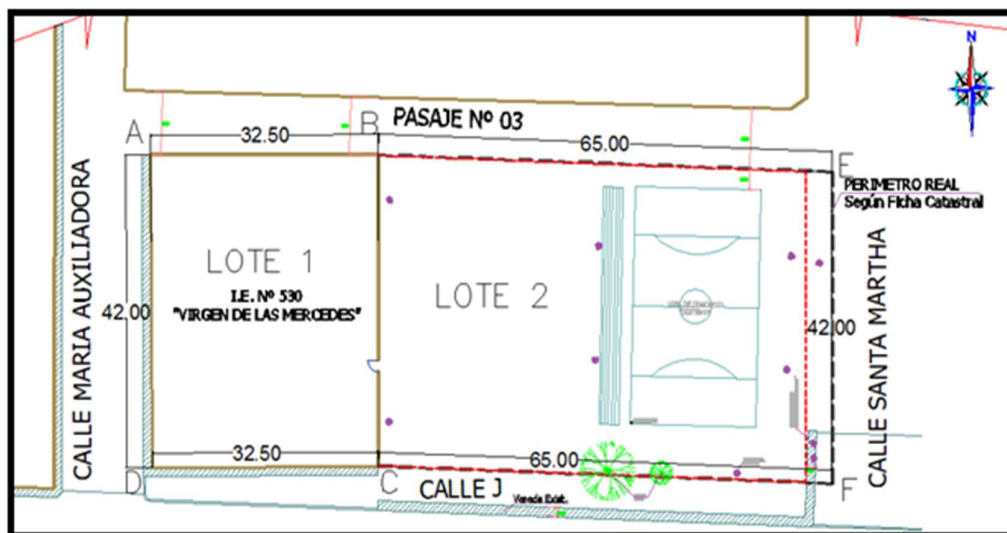 N
PASAJE Nº 03
A
32.50
B
65.00
E
PERIMETRO REAL
Según Ficha Catastral
CALLE MARIA AUXILIADORA
LOTE 1
I.E. Nº 530
"VIRGEN DE LAS MERCEDES"
LOTE 2
42.00
42.00
CALLE SANTA MARTHA
32.50
65.00
D
C
CALLE J
F
Vereda Exist.